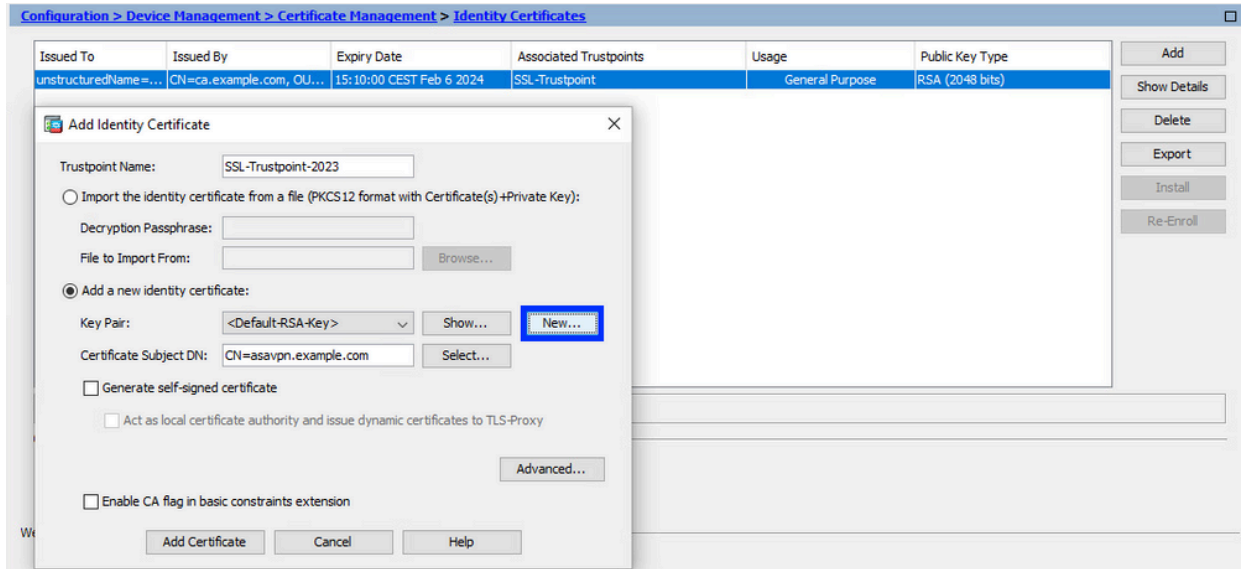 Configuration > Device Management > Certificate Management > Identity Certificates
Issued To Issued By Expiry Date Associated Trustpoints Usage Public Key Type
unstructuredName=... CN=ca.example.com, OU... 15:10:00 CEST Feb 6 2024 SSL-Trustpoint General Purpose RSA (2048 bits)
Add
Show Details
Delete
Export
Install
Re-Enroll
Add Identity Certificate
Trustpoint Name: SSL-Trustpoint-2023
Import the identity certificate from a file (PKCS12 format with Certificate(s)+Private Key):
Decryption Passphrase:
File to Import From: Browse...
Add a new identity certificate:
Key Pair: <Default-RSA-Key> Show... New...
Certificate Subject DN: CN=asavpn.example.com Select...
Generate self-signed certificate
Act as local certificate authority and issue dynamic certificates to TLS-Proxy
Advanced...
Enable CA flag in basic constraints extension
Add Certificate Cancel Help